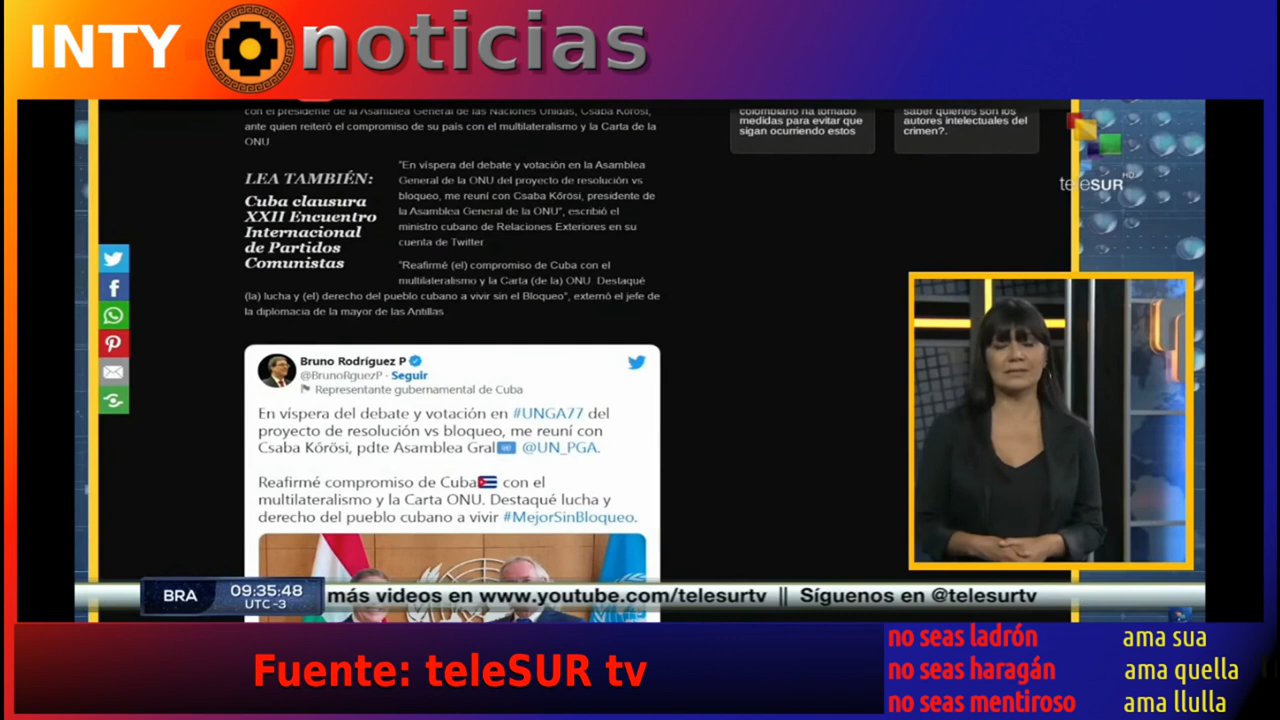 INTY noticias
con el presidente de la Asamblea General de las Naciones Unidas, Csaba Kőrösi,
ante quien reiteró el compromiso de su país con el multilateralismo y la Carta de la
ONU
LEA TAMBIÉN:
Cuba clausura
XXII Encuentro
Internacional
de Partidos
Comunistas
"En víspera del debate y votación en la Asamblea
General de la ONU del proyecto de resolución vs
bloqueo, me reuní con Csaba Kőrösi, presidente de
la Asamblea General de la ONU", escribió el
ministro cubano de Relaciones Exteriores en su
cuenta de Twitter.
"Reafirmé (el) compromiso de Cuba con el
multilateralismo y la Carta (de la) ONU. Destaqué
(la) lucha y (el) derecho del pueblo cubano a vivir sin el Bloqueo", externó el jefe de
la diplomacia de la mayor de las Antillas
colombiano ha tomado
medidas para evitar que
sigan ocurriendo estos
saber quiénes son los
autores intelectuales del
crimen?.
teleSUR HD
Bruno Rodríguez P
@BrunoRguezP · Seguir
Representante gubernamental de Cuba
En víspera del debate y votación en #UNGA77 del
proyecto de resolución vs bloqueo, me reuní con
Csaba Kőrösi, pdte Asamblea Gral @UN_PGA.
Reafirmé compromiso de Cuba con el
multilateralismo y la Carta ONU. Destaqué lucha y
derecho del pueblo cubano a vivir #MejorSinBloqueo.
BRA 09:35:48
UTC -3
más videos en www.youtube.com/telesurtv || Síguenos en @telesurtv
Fuente: teleSUR tv
no seas ladrón ama sua
no seas haragán ama quella
no seas mentiroso ama llulla